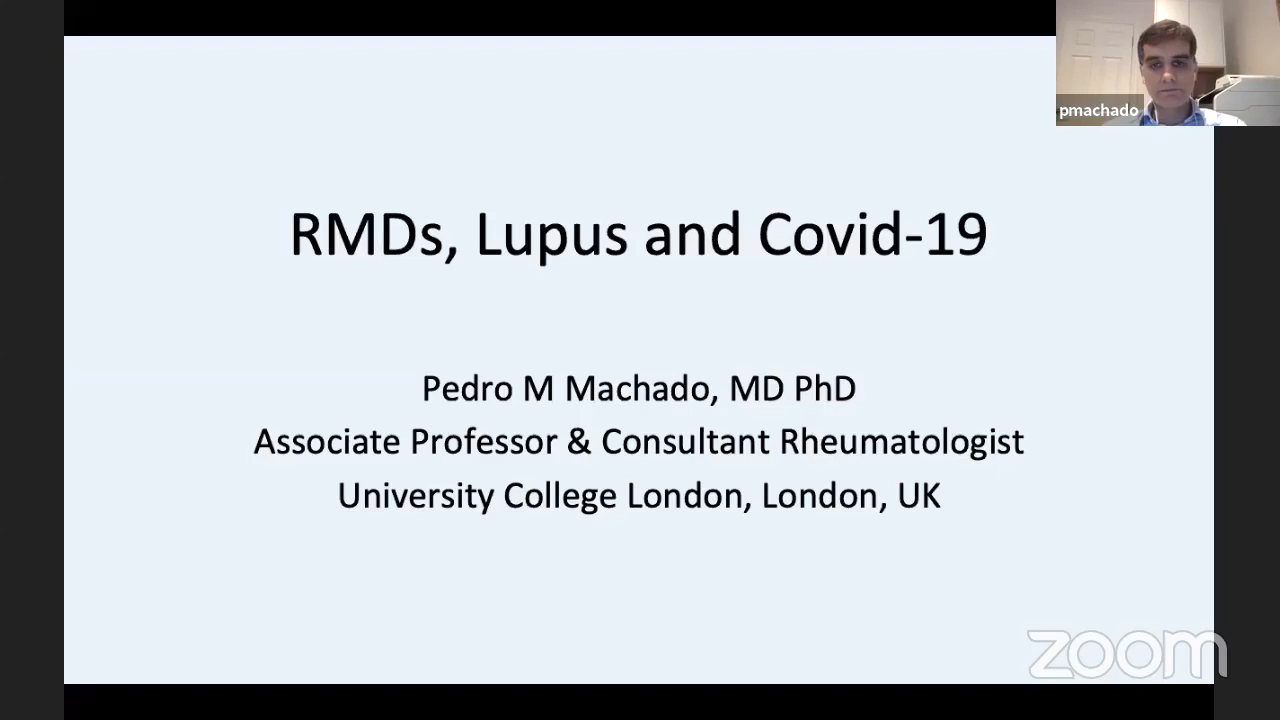 pmachado
RMDs, Lupus and Covid-19
Pedro M Machado, MD PhD
Associate Professor & Consultant Rheumatologist
University College London, London, UK
zoom